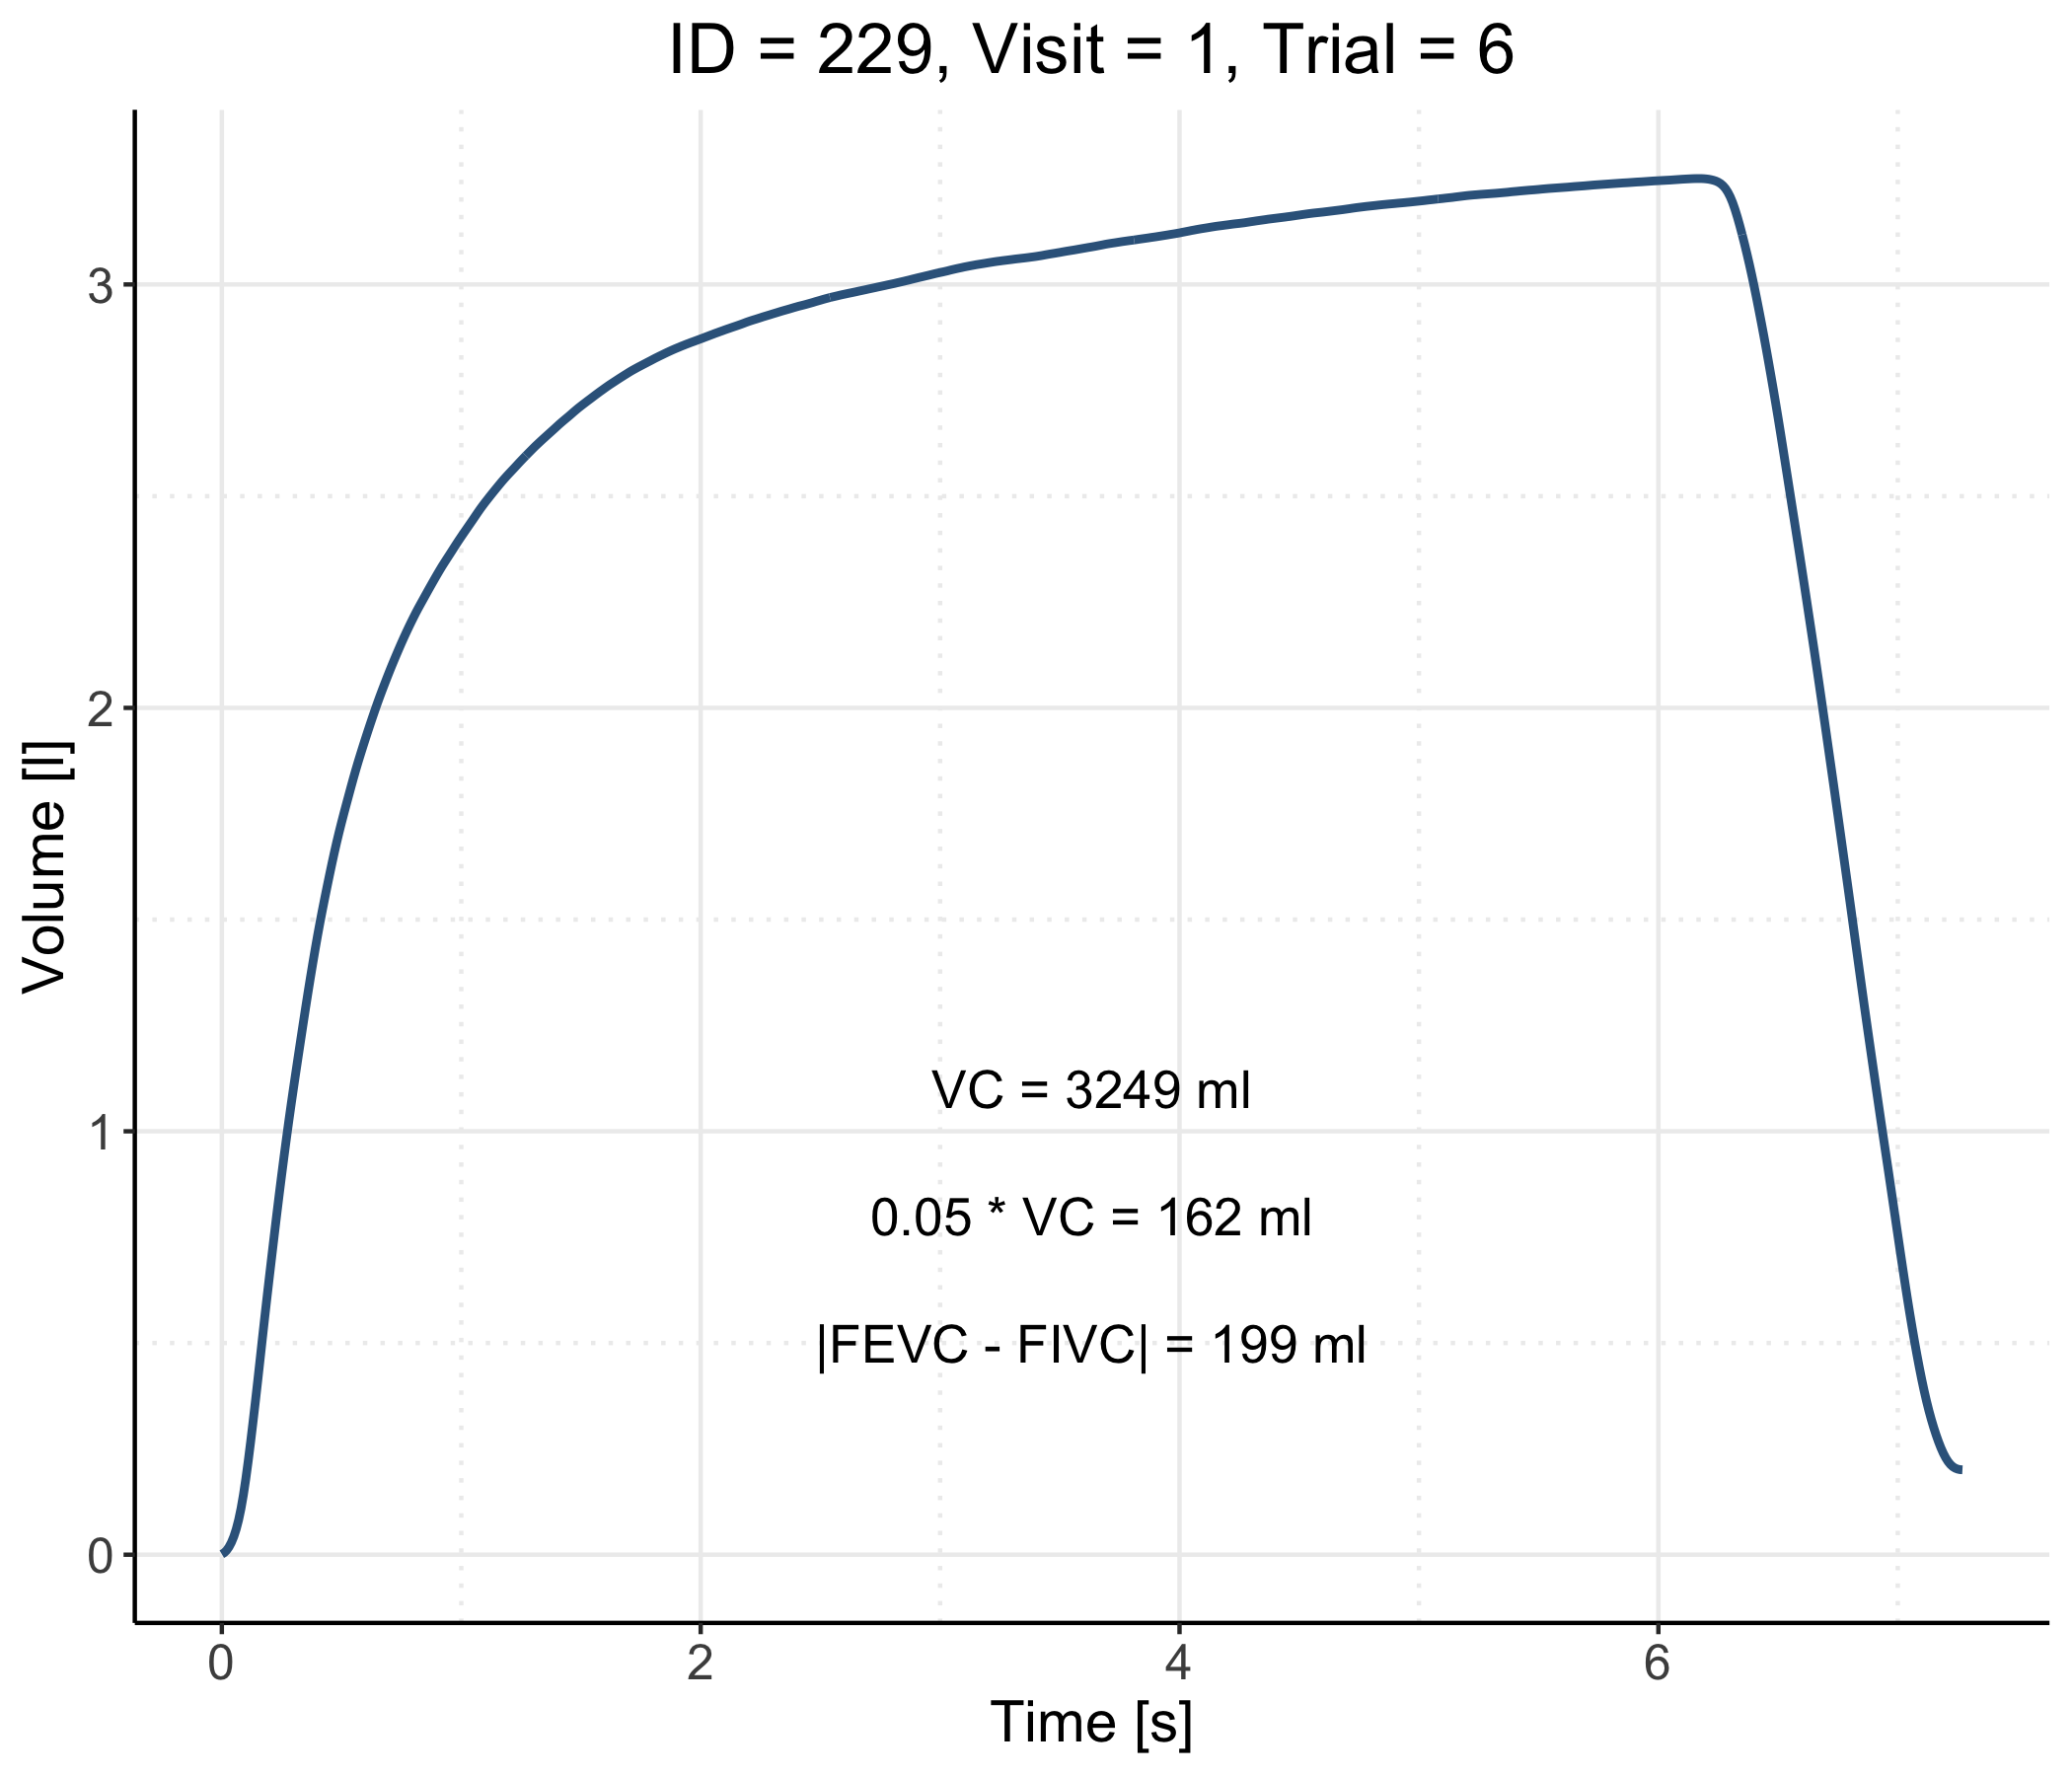 ID = 229, Visit = 1, Trial = 6
3
2
1
0
Volume [l]
VC = 3249 ml
0.05 * VC = 162 ml
|FEVC - FIVC| = 199 ml
0 2 4 6
Time [s]